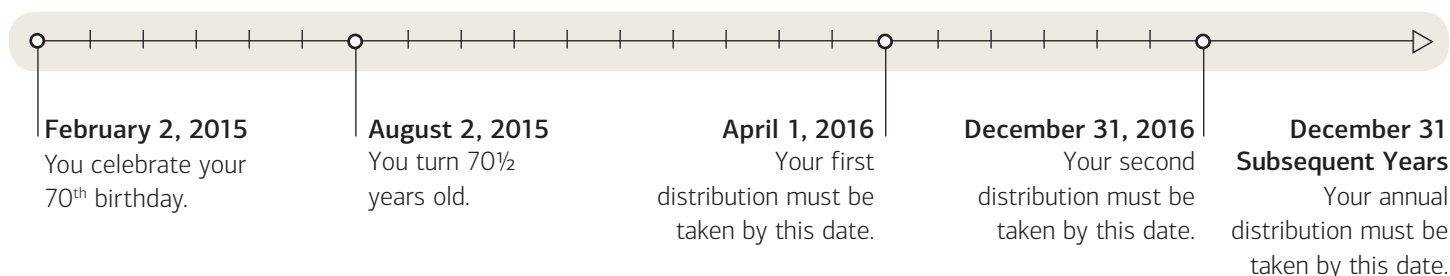 February 2, 2015
You celebrate your
70th birthday.
August 2, 2015
You turn 70½
years old.
April 1, 2016
Your first
distribution must be
taken by this date.
December 31, 2016
Your second
distribution must be
taken by this date.
December 31
Subsequent Years
Your annual
distribution must be
taken by this date.